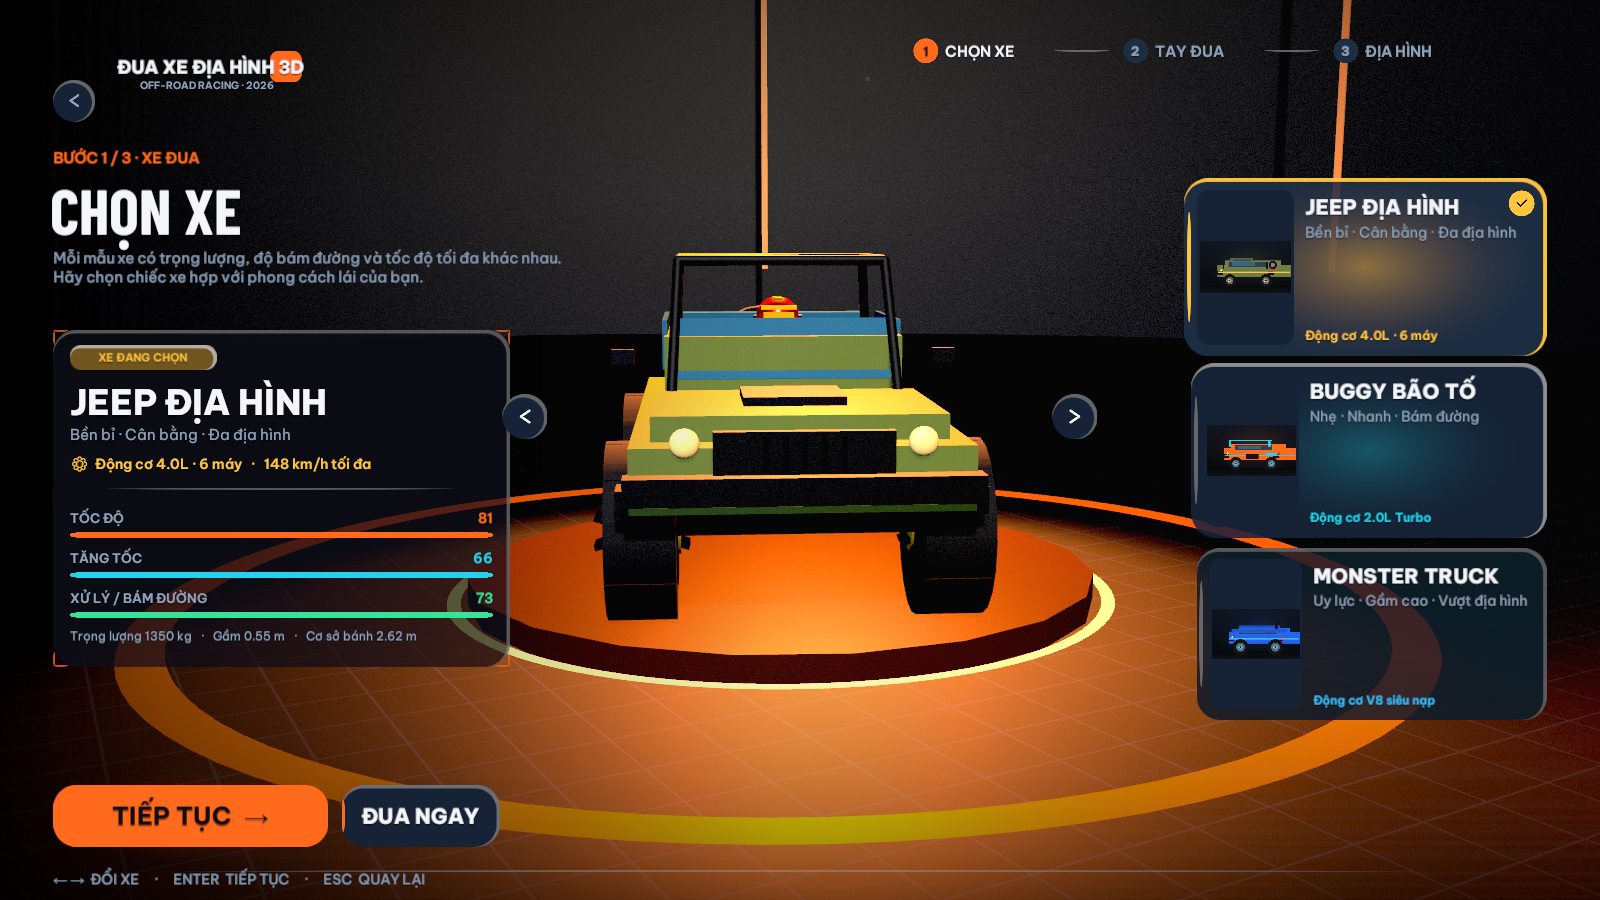 ĐUA XE ĐỊA HÌNH 3D
OFF-ROAD RACING · 2026
<
1 CHỌN XE
2 TAY ĐUA
3 ĐỊA HÌNH
BƯỚC 1 / 3 · XE ĐUA
CHỌN XE
Mỗi mẫu xe có trọng lượng, độ bám đường và tốc độ tối đa khác nhau.
Hãy chọn chiếc xe hợp với phong cách lái của bạn.
XE ĐANG CHỌN
JEEP ĐỊA HÌNH
Bền bỉ · Cân bằng · Đa địa hình
Động cơ 4.0L · 6 máy · 148 km/h tối đa
TỐC ĐỘ 81
TĂNG TỐC 66
XỬ LÝ / BÁM ĐƯỜNG 73
Trọng lượng 1350 kg · Gầm 0.55 m · Cơ sở bánh 2.62 m
< >
JEEP ĐỊA HÌNH
Bền bỉ · Cân bằng · Đa địa hình
Động cơ 4.0L · 6 máy
BUGGY BÃO TỐ
Nhẹ · Nhanh · Bám đường
Động cơ 2.0L Turbo
MONSTER TRUCK
Uy lực · Gầm cao · Vượt địa hình
Động cơ V8 siêu nạp
TIẾP TỤC →
ĐUA NGAY
←→ ĐỔI XE · ENTER TIẾP TỤC · ESC QUAY LẠI